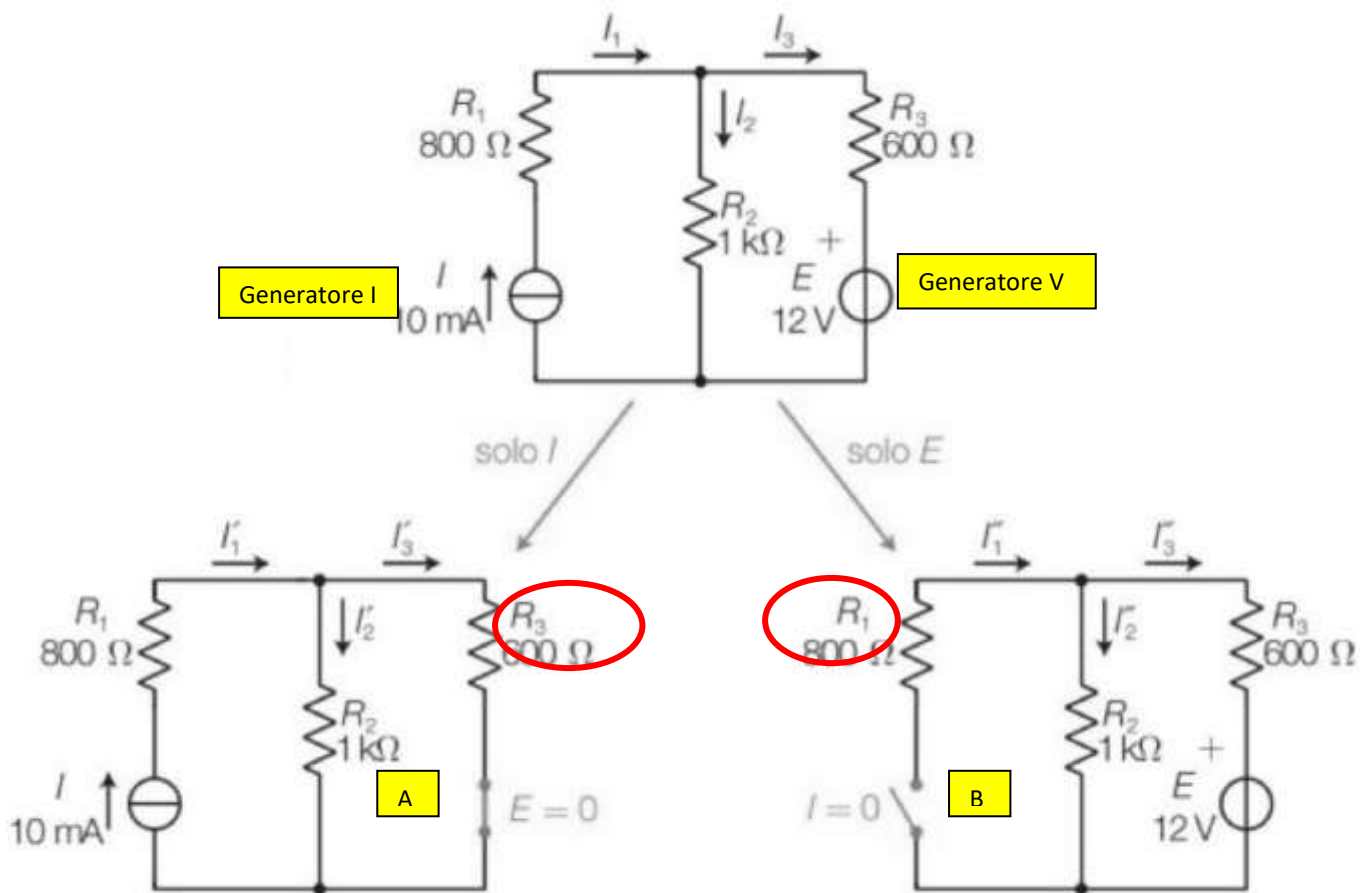 I₁ I₃
R₁
800 Ω
I₂
R₃
600 Ω
R₂
1 kΩ
+
Generatore I
I
10 mA
E
12 V
Generatore V
solo I
solo E
I′₁ I′₃
R₁
800 Ω
I′₂
R₃
600 Ω
R₂
1 kΩ
I
10 mA
A
E = 0
I″₁ I″₃
R₁
800 Ω
I″₂
R₃
600 Ω
R₂
1 kΩ
+
I = 0
B
E
12 V